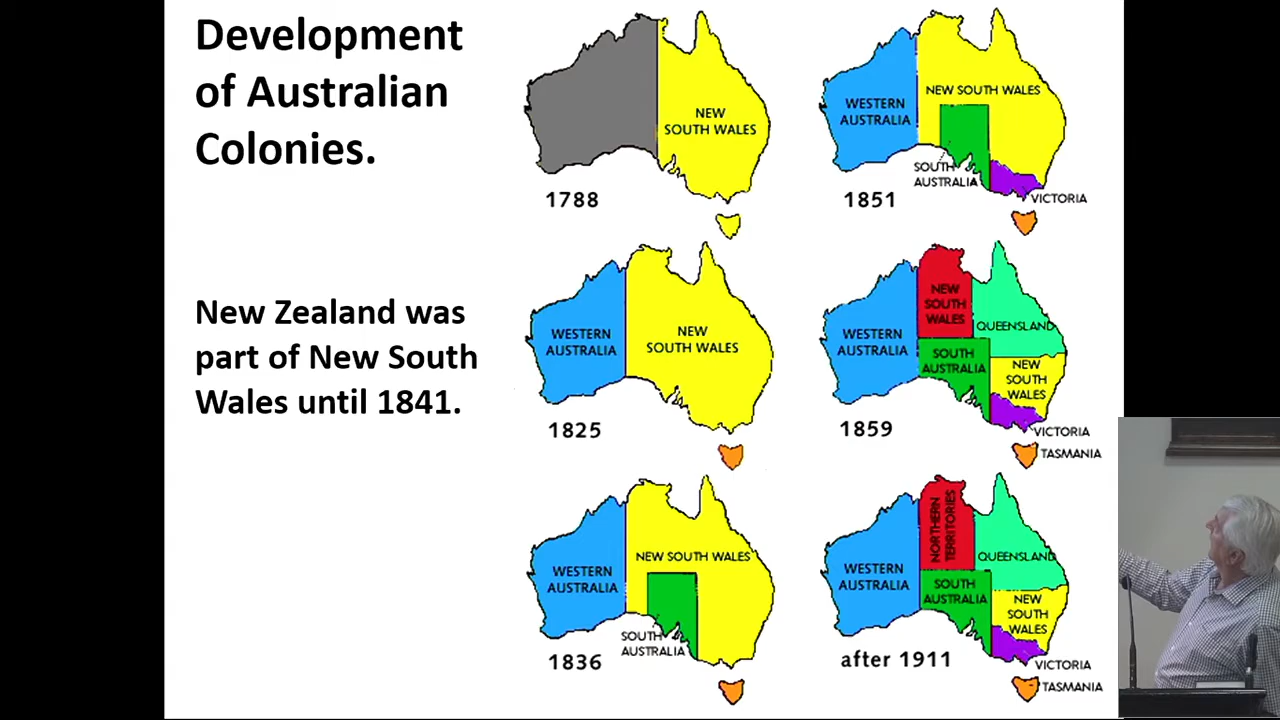 Development
of Australian
Colonies.
New Zealand was
part of New South
Wales until 1841.
NEW
SOUTH WALES
1788
WESTERN
AUSTRALIA
NEW
SOUTH WALES
1825
WESTERN
AUSTRALIA
NEW SOUTH WALES
SOUTH
AUSTRALIA
1836
WESTERN
AUSTRALIA
NEW SOUTH WALES
SOUTH
AUSTRALIA
VICTORIA
1851
WESTERN
AUSTRALIA
NEW
SOUTH
WALES
QUEENSLAND
SOUTH
AUSTRALIA
NEW
SOUTH
WALES
VICTORIA
TASMANIA
1859
WESTERN
AUSTRALIA
NORTHERN
TERRITORIES
QUEENSLAND
SOUTH
AUSTRALIA
NEW
SOUTH
WALES
VICTORIA
TASMANIA
after 1911